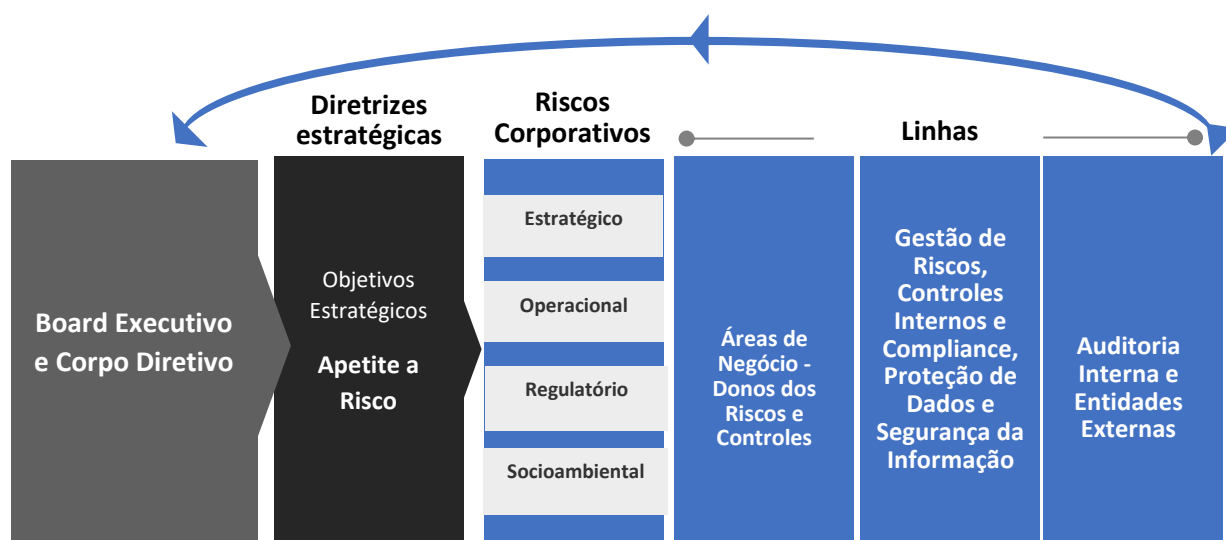 Diretrizes
estratégicas
Riscos
Corporativos
Linhas
Board Executivo
e Corpo Diretivo
Objetivos
Estratégicos
Apetite a
Risco
Estratégico
Operacional
Regulatório
Socioambiental
Áreas de
Negócio -
Donos dos
Riscos e
Controles
Gestão de
Riscos,
Controles
Internos e
Compliance,
Proteção de
Dados e
Segurança da
Informação
Auditoria
Interna e
Entidades
Externas